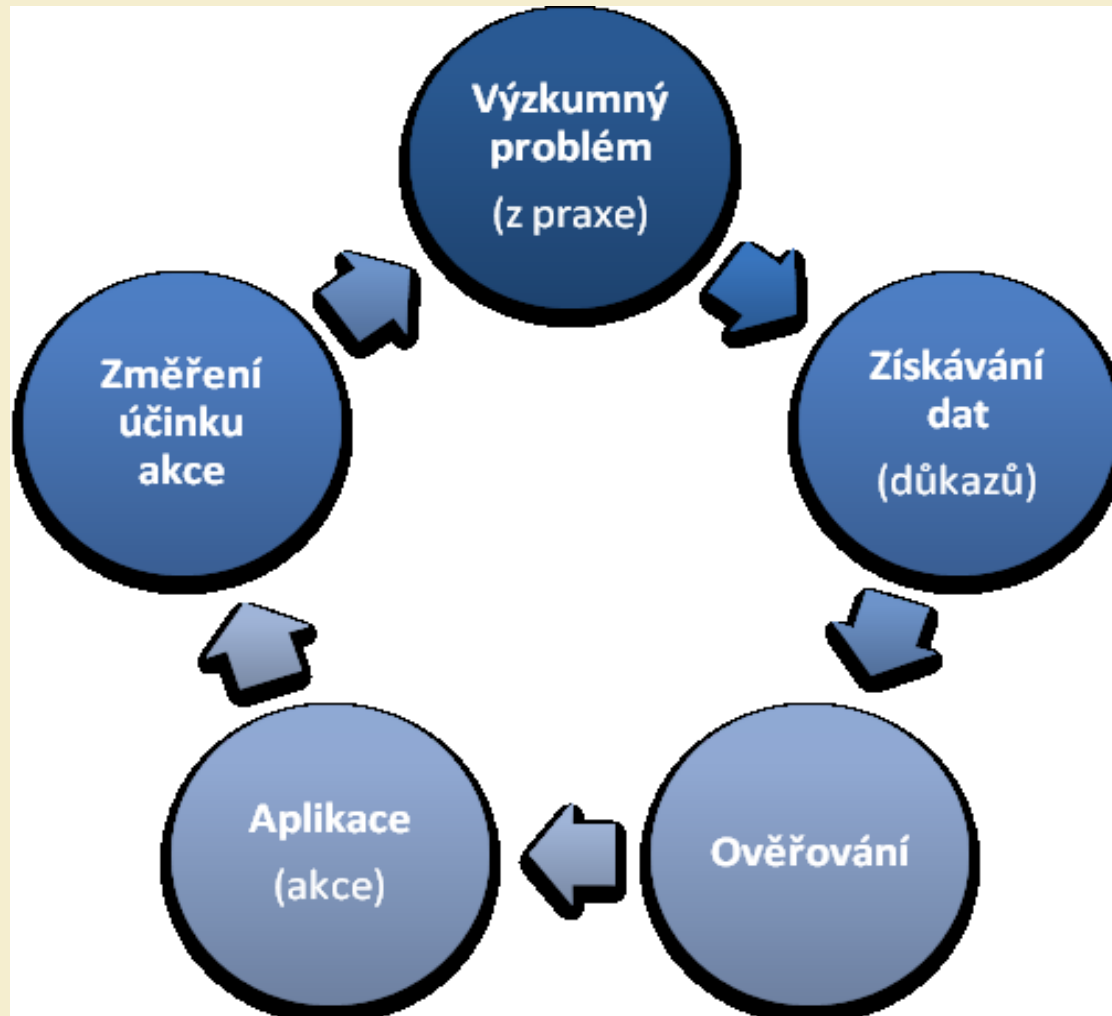 Výzkumný
problém
(z praxe)
Získávání
dat
(důkazů)
Ověřování
Aplikace
(akce)
Změření
účinku
akce